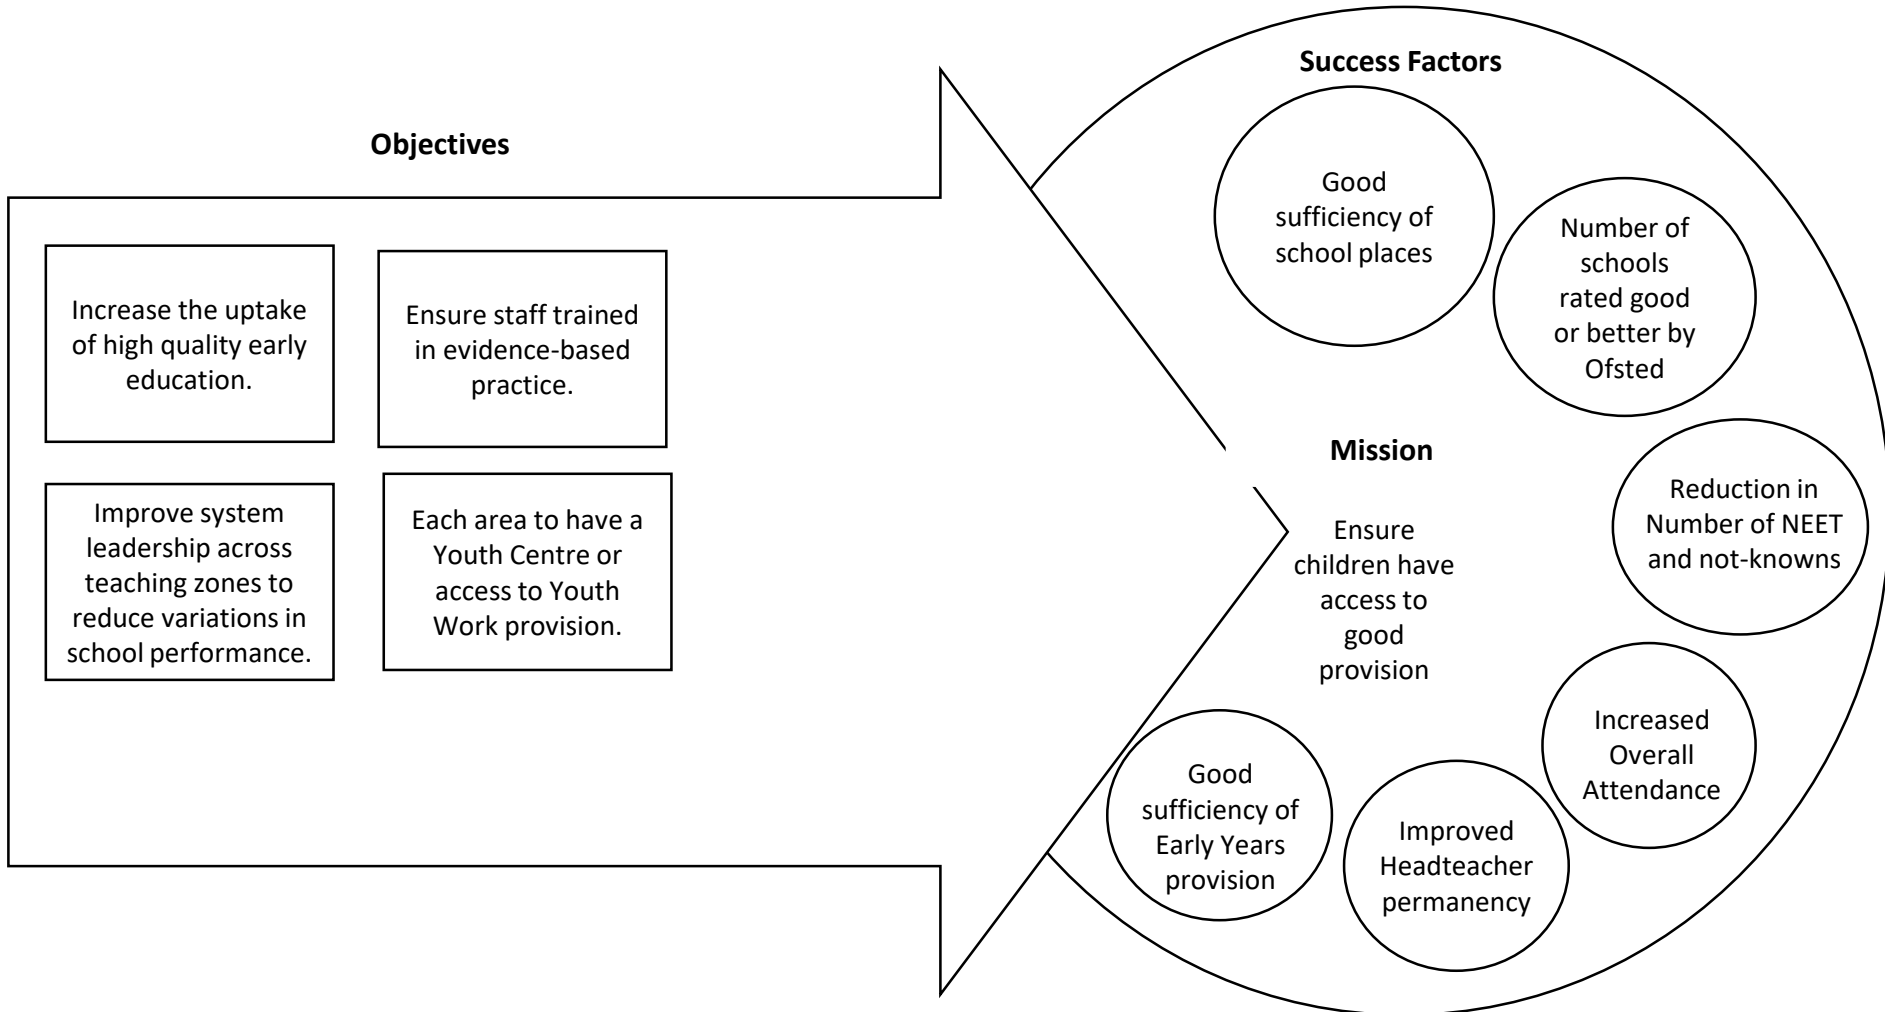 Objectives
Increase the uptake
of high quality early
education.
Ensure staff trained
in evidence-based
practice.
Improve system
leadership across
teaching zones to
reduce variations in
school performance.
Each area to have a
Youth Centre or
access to Youth
Work provision.
Success Factors
Good
sufficiency of
school places
Number of
schools
rated good
or better by
Ofsted
Mission
Ensure
children have
access to
good
provision
Reduction in
Number of NEET
and not-knowns
Increased
Overall
Attendance
Improved
Headteacher
permanency
Good
sufficiency of
Early Years
provision